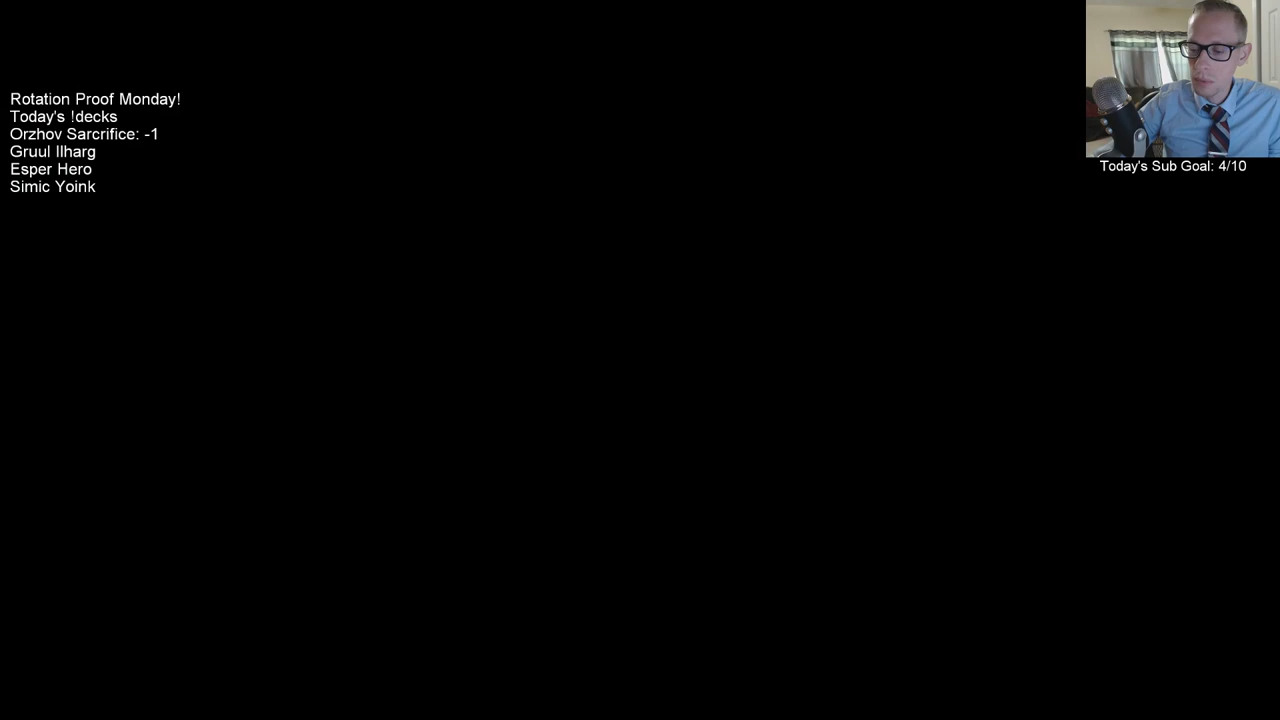 Rotation Proof Monday!
Today's !decks
Orzhov Sarcrifice: -1
Gruul Ilharg
Esper Hero
Simic Yoink
Today's Sub Goal: 4/10